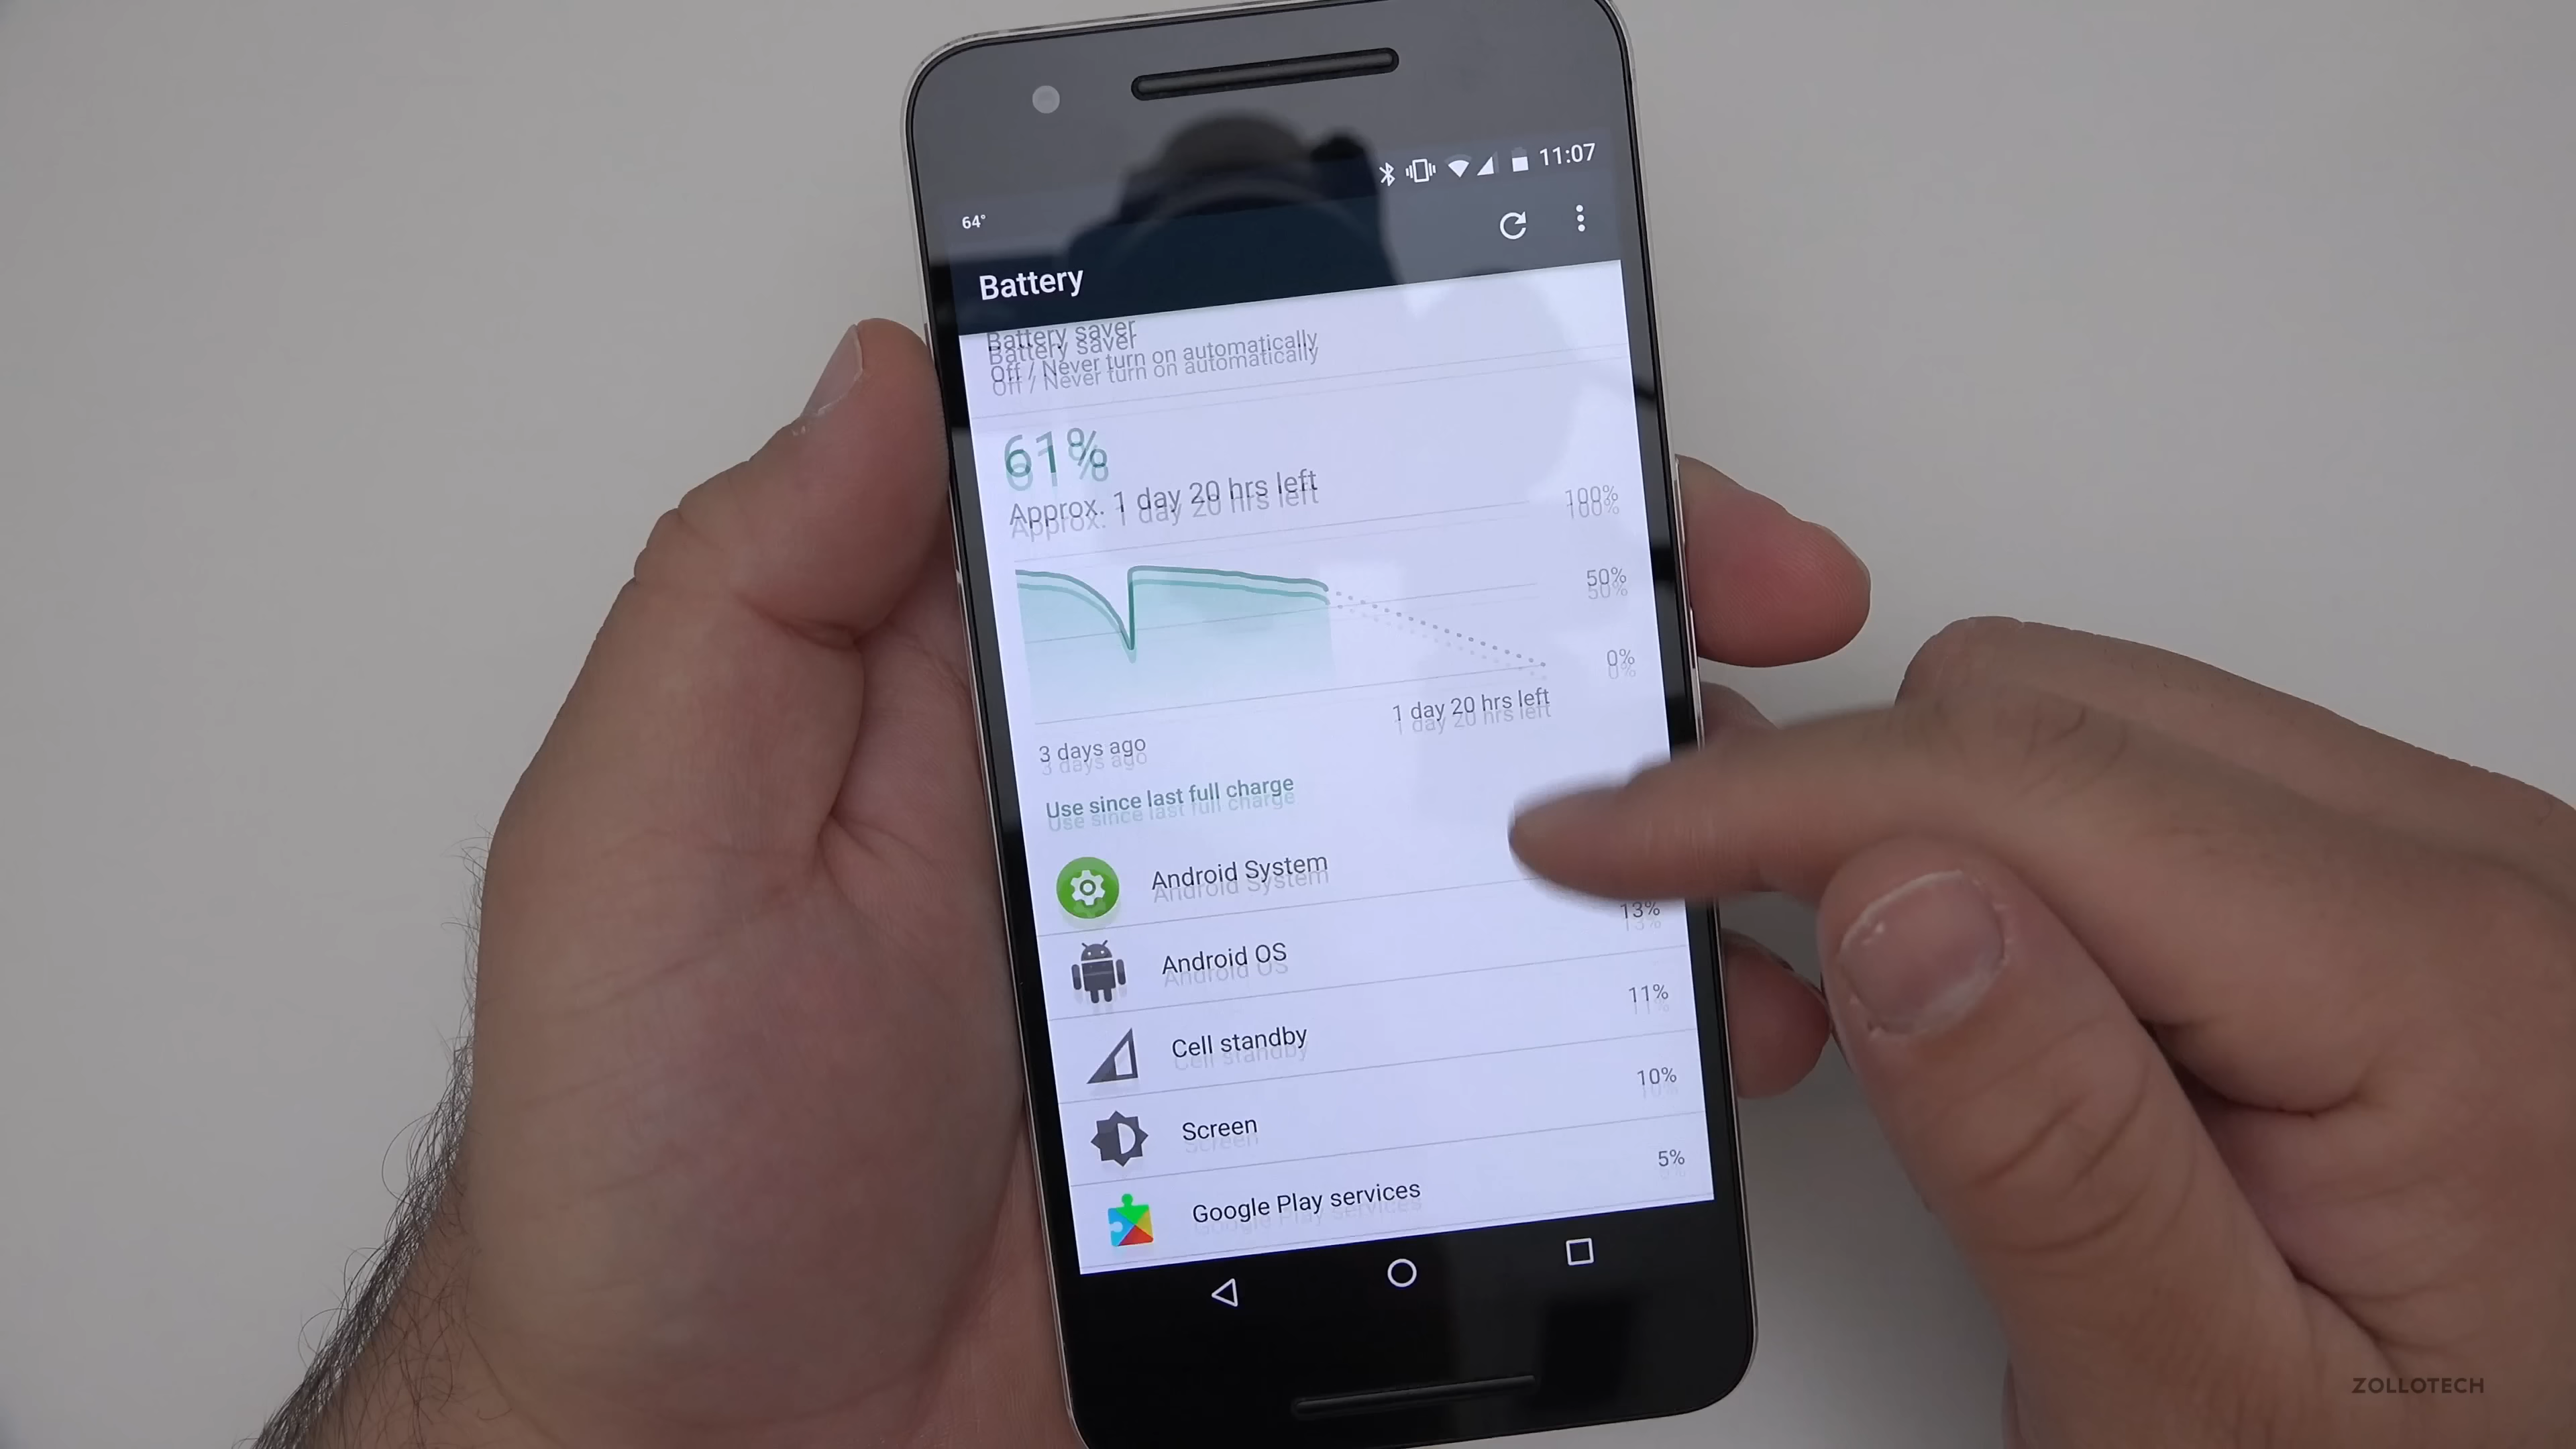 11:07
64°
Battery
Battery saver
Off / Never turn on automatically
61%
Approx. 1 day 20 hrs left
100%
50%
0%
1 day 20 hrs left
3 days ago
Use since last full charge
Android System
13%
Android OS
11%
Cell standby
10%
Screen
5%
Google Play services
ZOLLOTECH